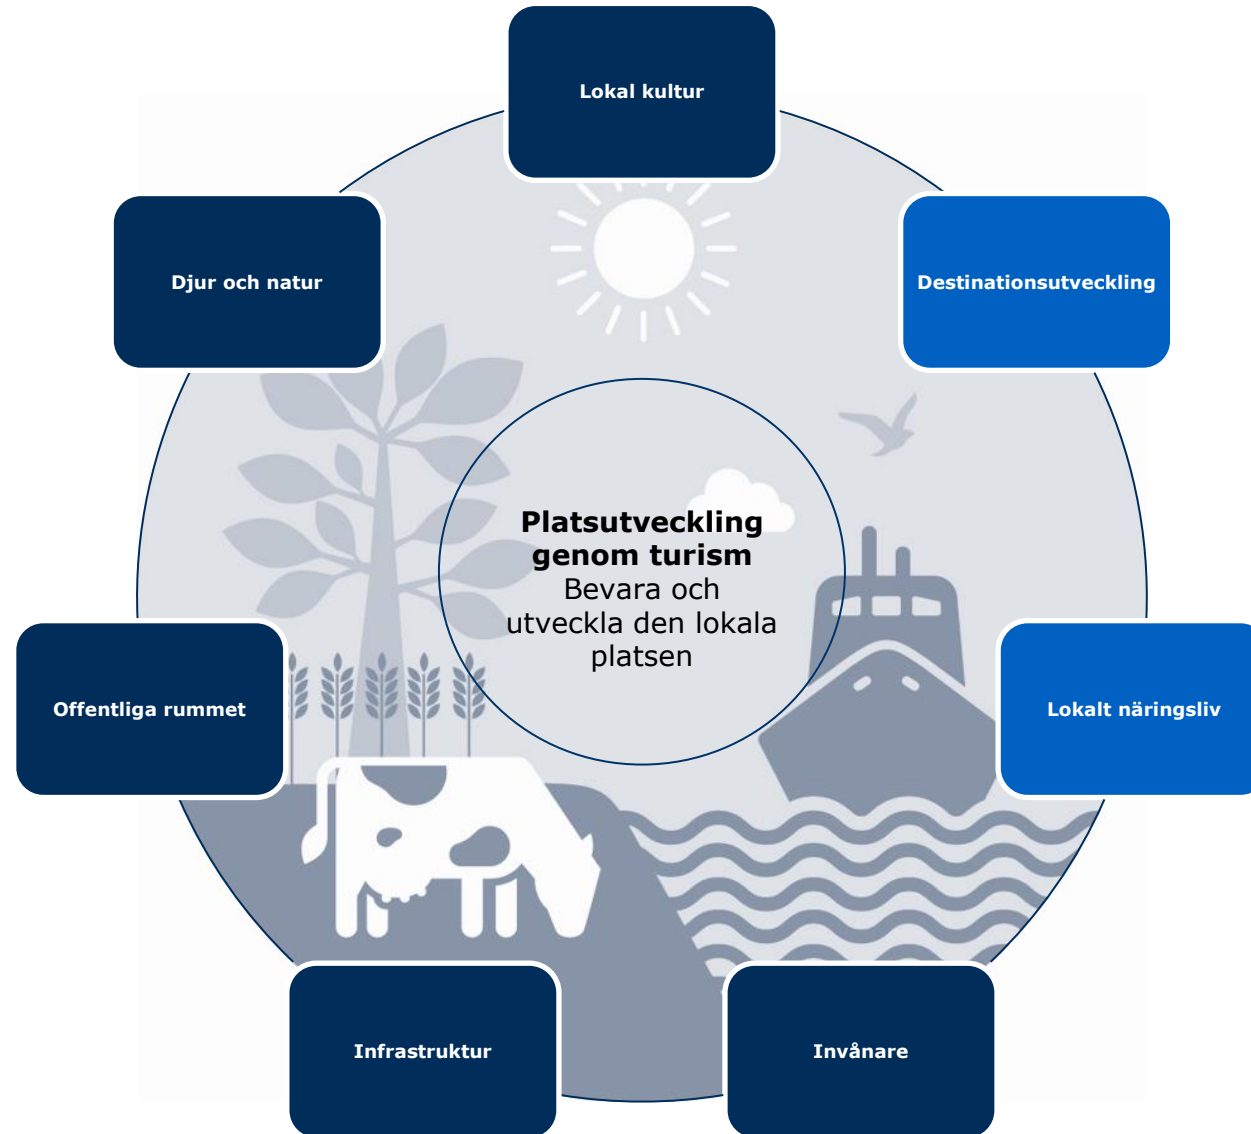 Lokal kultur
Djur och natur
Destinationsutveckling
Platsutveckling
genom turism
Bevara och
utveckla den lokala
platsen
Offentliga rummet
Lokalt näringsliv
Infrastruktur
Invånare